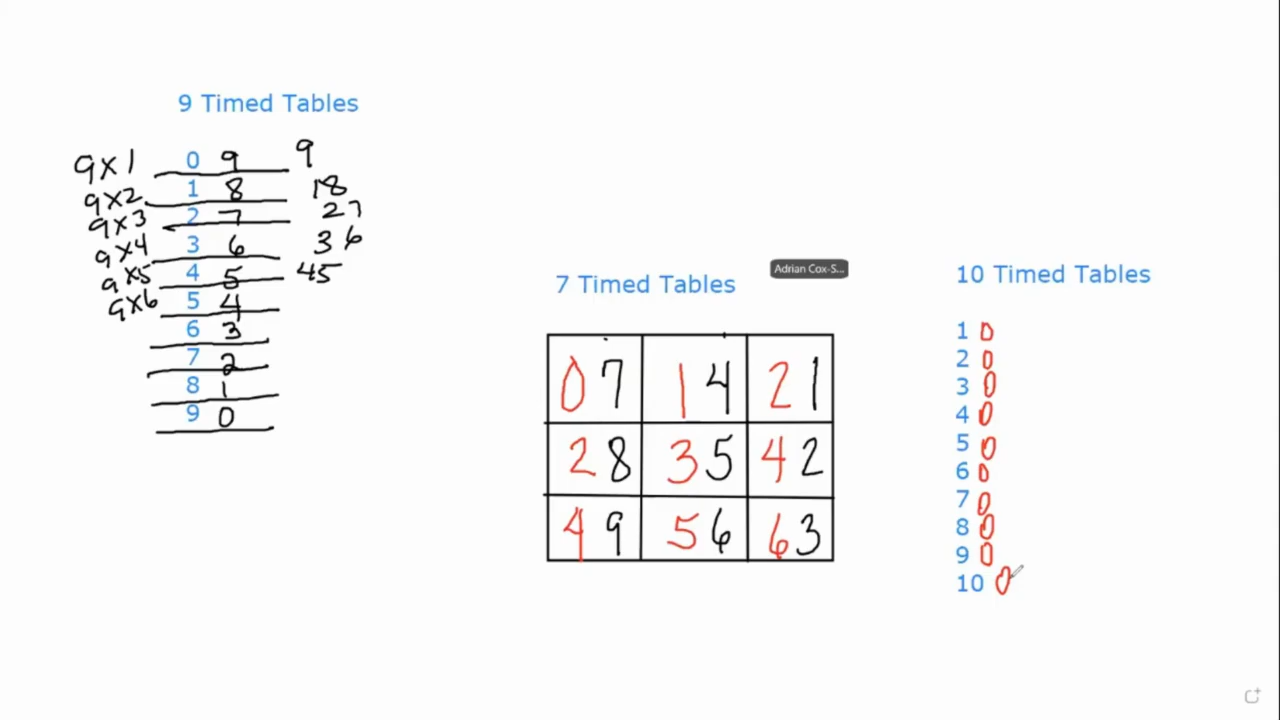 9 Timed Tables
9x1 0 9 9
9x2 1 8 18
9x3 2 7 27
9x4 3 6 36
9x5 4 5 45
9x6 5 4
6 3
7 2
8 1
9 0
Adrian Cox-S...
7 Timed Tables
07 14 21
28 35 42
49 56 63
10 Timed Tables
1 0
2 0
3 0
4 0
5 0
6 0
7 0
8 0
9 0
10 0